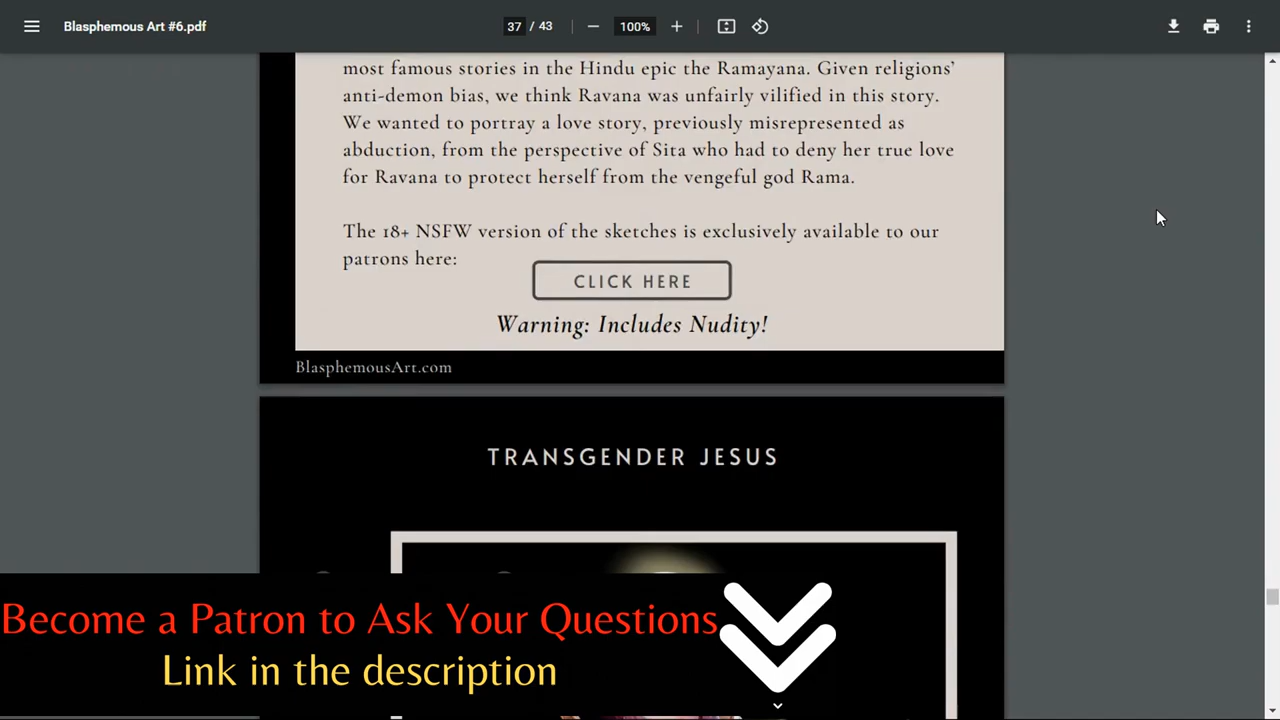 Blasphemous Art #6.pdf
37 / 43
100%
most famous stories in the Hindu epic the Ramayana. Given religions'
anti-demon bias, we think Ravana was unfairly vilified in this story.
We wanted to portray a love story, previously misrepresented as
abduction, from the perspective of Sita who had to deny her true love
for Ravana to protect herself from the vengeful god Rama.
The 18+ NSFW version of the sketches is exclusively available to our
patrons here:
CLICK HERE
Warning: Includes Nudity!
BlasphemousArt.com
TRANSGENDER JESUS
Become a Patron to Ask Your Questions
Link in the description